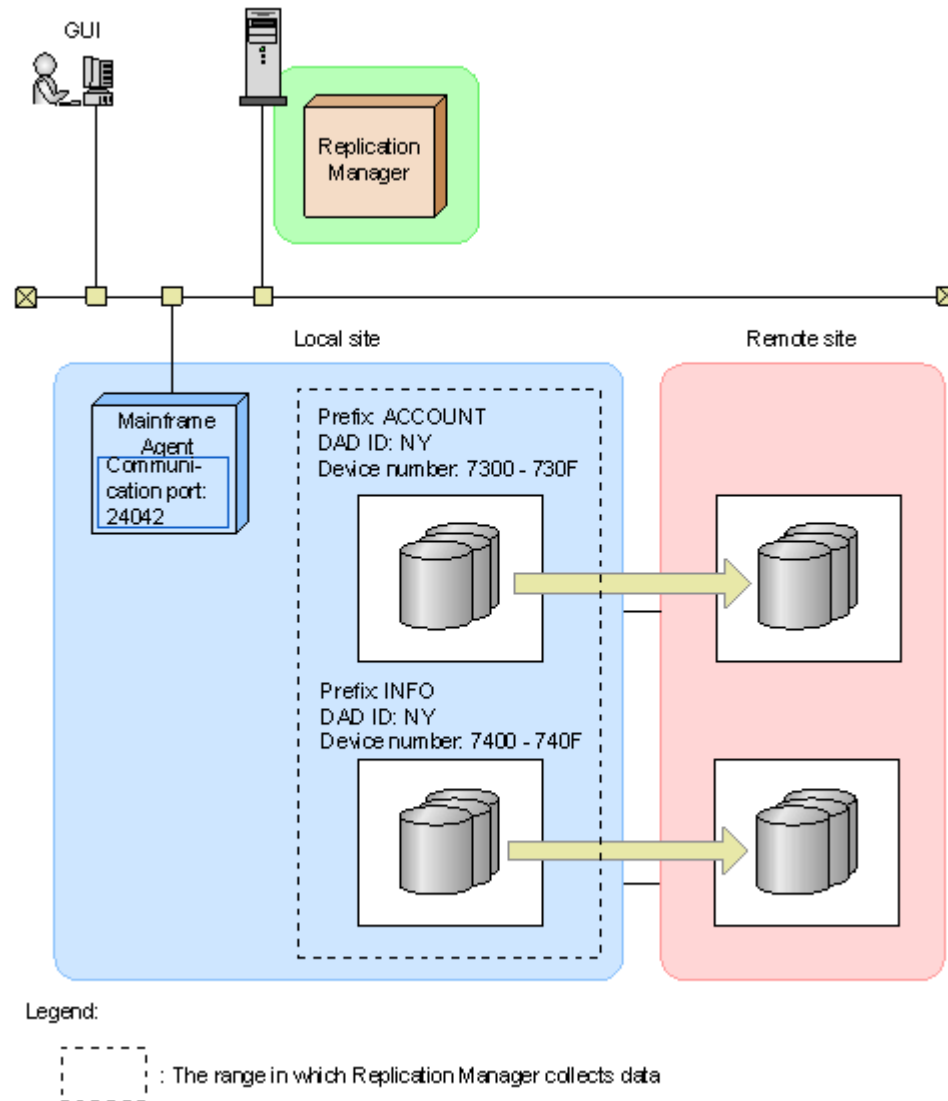 GUI
Replication
Manager
Local site
Remote site
Mainframe
Agent
Communi-
cation port:
24042
Prefix: ACCOUNT
DAD ID: NY
Device number: 7300 - 730F
Prefix: INFO
DAD ID: NY
Device number: 7400 - 740F
Legend:
: The range in which Replication Manager collects data